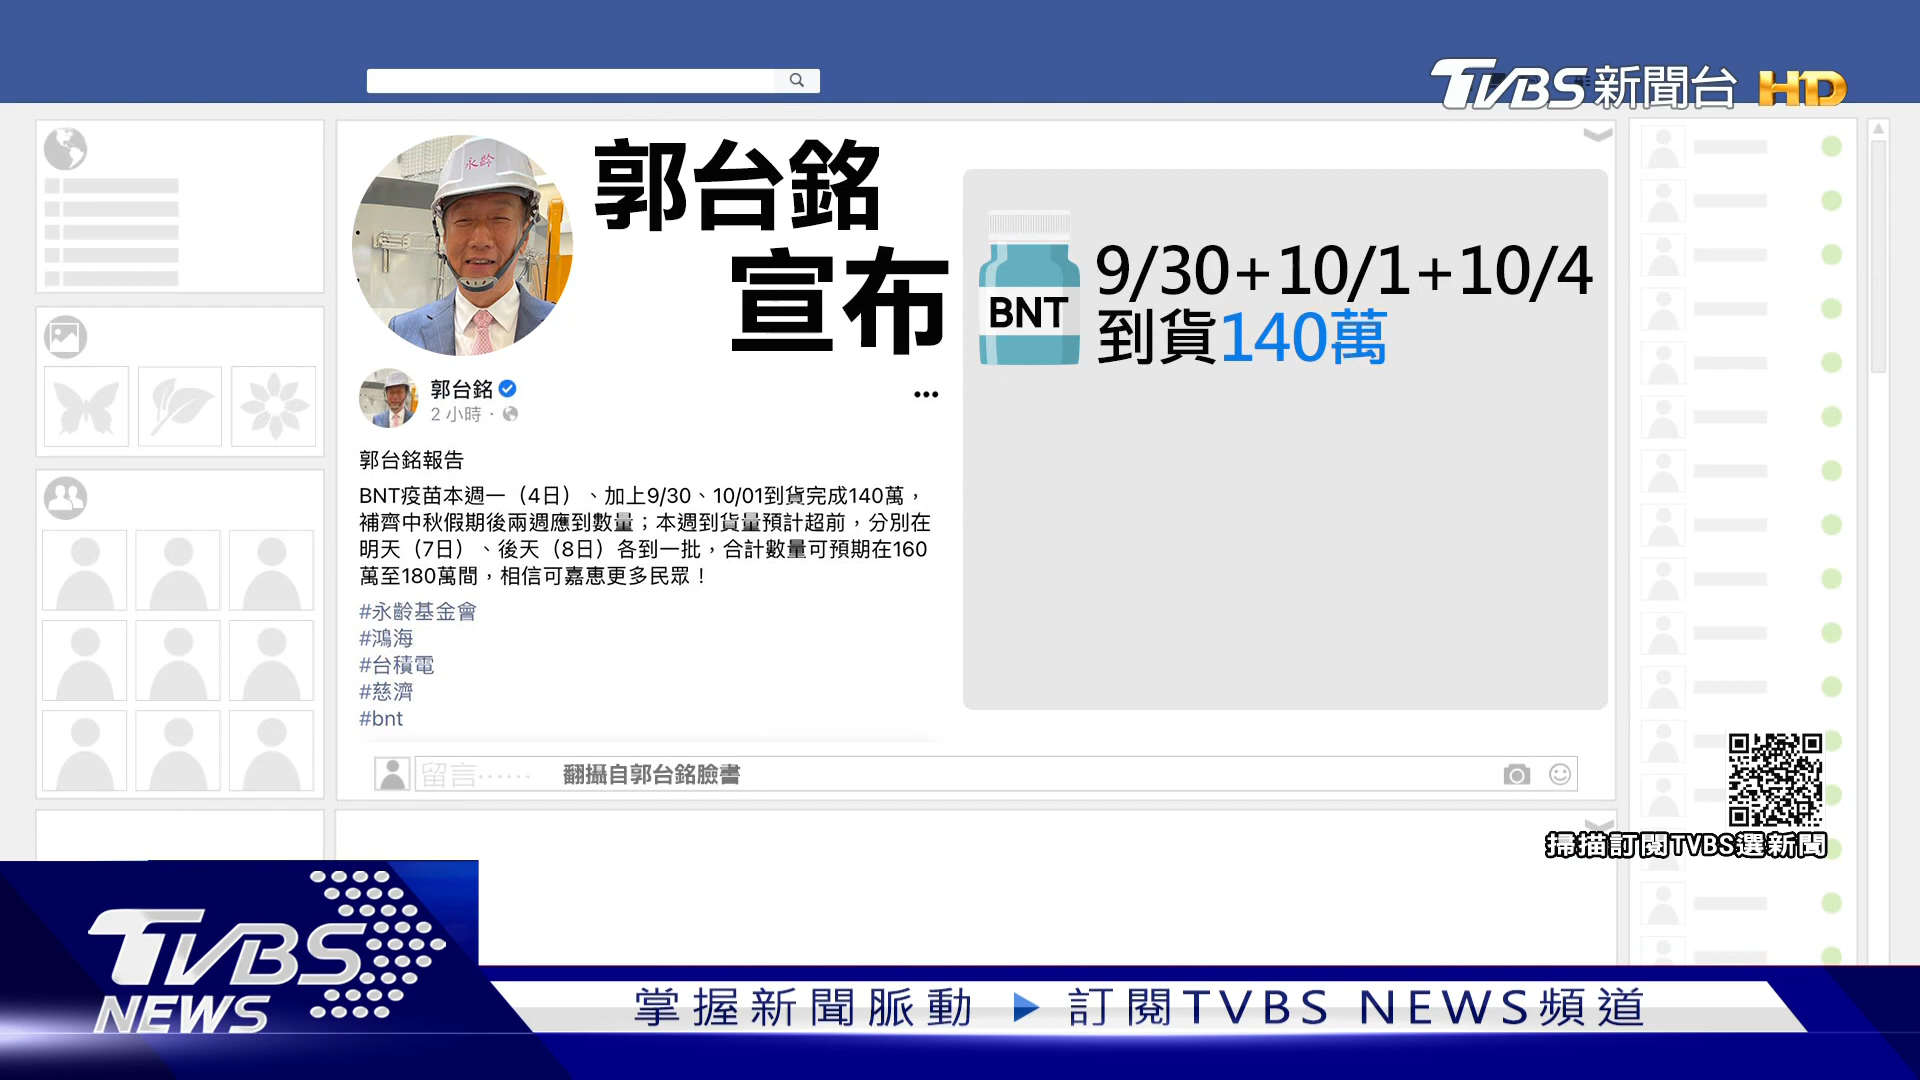 TVBS新聞台 HD
永齡
郭台銘
宣布
BNT
9/30+10/1+10/4
到貨140萬
郭台銘
2 小時 ·
郭台銘報告
BNT疫苗本週一（4日）、加上9/30、10/01到貨完成140萬，
補齊中秋假期後兩週應到數量；本週到貨量預計超前，分別在
明天（7日）、後天（8日）各到一批，合計數量可預期在160
萬至180萬間，相信可嘉惠更多民眾！
#永齡基金會
#鴻海
#台積電
#慈濟
#bnt
留言······ 翻攝自郭台銘臉書
掃描訂閱TVBS選新聞
TVBS
NEWS
掌握新聞脈動 ▶ 訂閱TVBS NEWS頻道